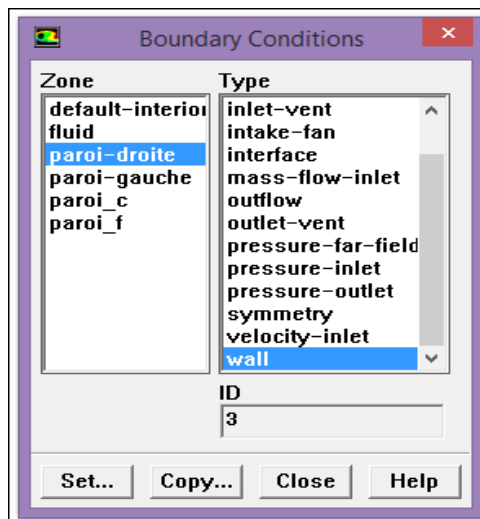 Boundary Conditions
Zone
default-interior
fluid
paroi-droite
paroi-gauche
paroi_c
paroi_f
Type
inlet-vent
intake-fan
interface
mass-flow-inlet
outflow
outlet-vent
pressure-far-field
pressure-inlet
pressure-outlet
symmetry
velocity-inlet
wall
ID
3
Set... Copy... Close Help